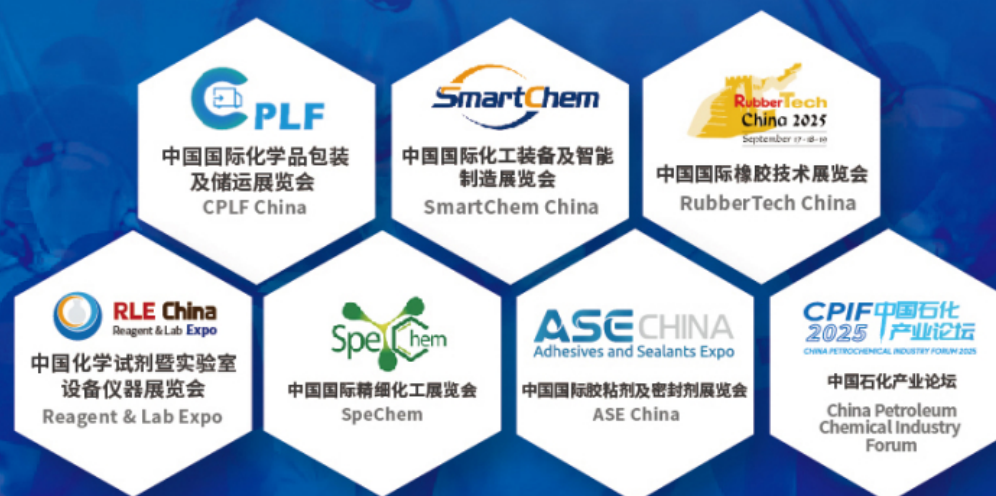 CPLF
中国国际化学品包装
及储运展览会
CPLF China
SmartChem
中国国际化工装备及智能
制造展览会
SmartChem China
RubberTech
China 2025
September 17-18-19
中国国际橡胶技术展览会
RubberTech China
RLE China
Reagent & Lab Expo
中国化学试剂暨实验室
设备仪器展览会
Reagent & Lab Expo
SpeChem
中国国际精细化工展览会
SpeChem
ASE CHINA
Adhesives and Sealants Expo
中国国际胶粘剂及密封剂展览会
ASE China
CPIF中国石化
2025 产业论坛
CHINA PETROCHEMICAL INDUSTRY FORUM 2025
中国石化产业论坛
China Petroleum
Chemical Industry
Forum